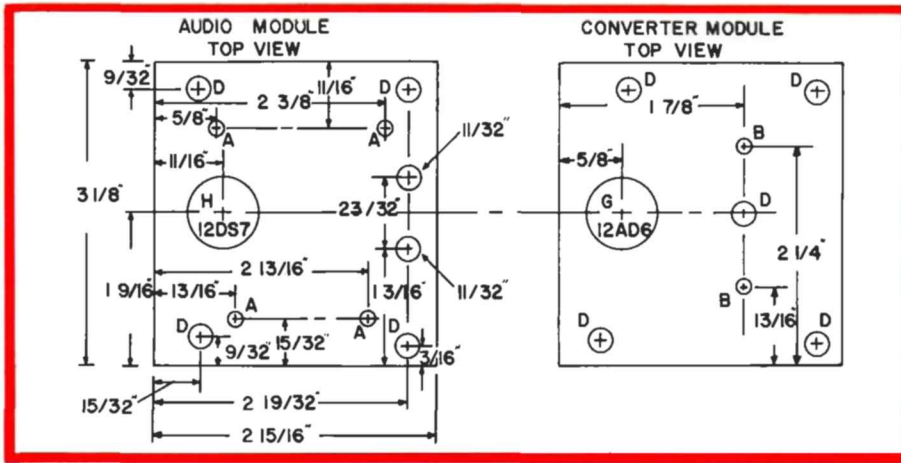 AUDIO MODULE
TOP VIEW
CONVERTER MODULE
TOP VIEW
9/32"
D
D
11/16"
2 3/8"
5/8"
A
A
11/32"
11/16"
3 1/8"
H
12DS7
23/32"
2 13/16"
1 3/16"
11/32"
1 9/16"
13/16"
A
A
D
D
15/32"
9/32"
3/16"
15/32"
2 19/32"
2 15/16"
D
D
1 7/8"
B
5/8"
G
12AD6
D
2 1/4"
B
13/16"
D
D